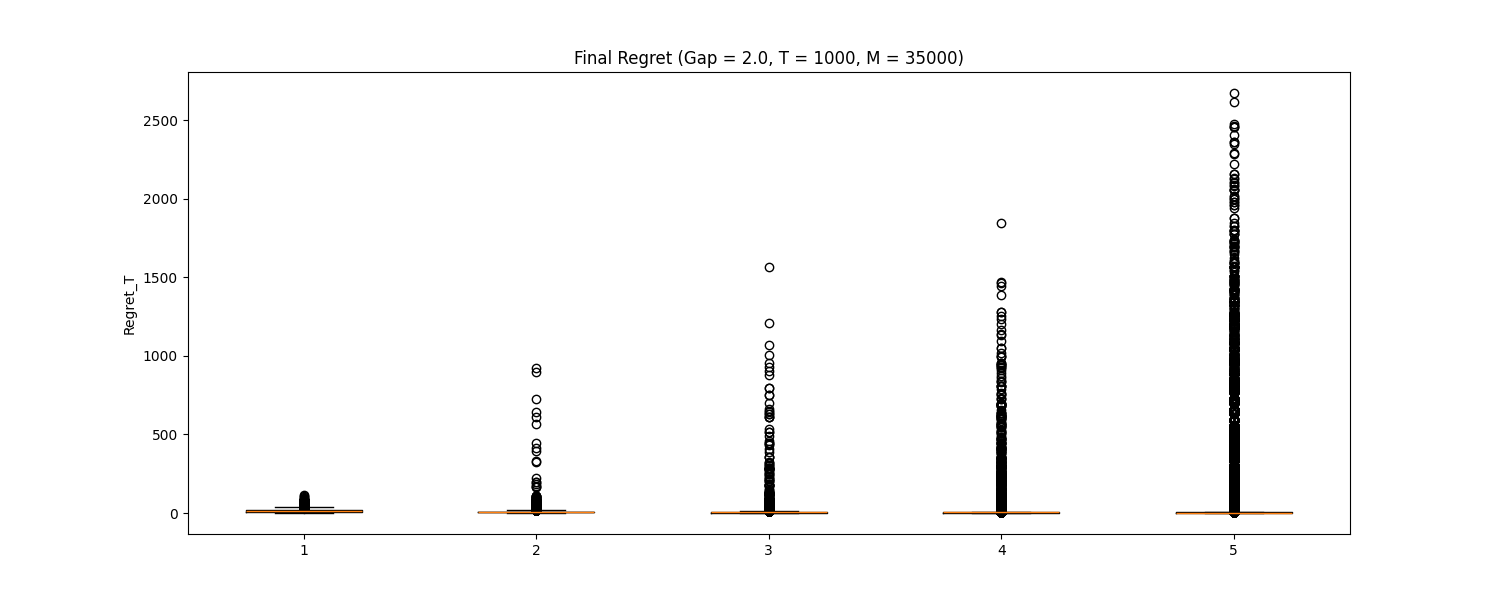 Final Regret (Gap = 2.0, T = 1000, M = 35000)
Regret_T
2500
2000
1500
1000
500
0
1 2 3 4 5